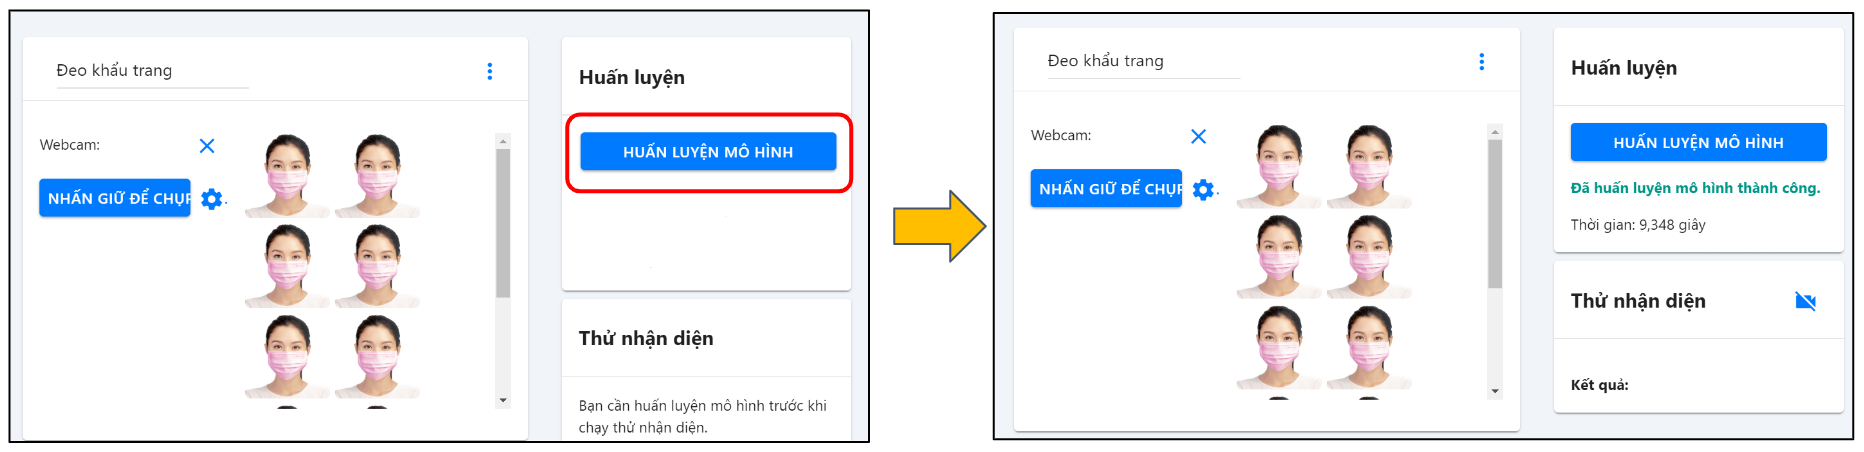 Đeo khẩu trang
Webcam:
NHẤN GIỮ ĐỂ CHỤP
Huấn luyện
HUẤN LUYỆN MÔ HÌNH
Thử nhận diện
Bạn cần huấn luyện mô hình trước khi
chạy thử nhận diện.
Đeo khẩu trang
Webcam:
NHẤN GIỮ ĐỂ CHỤP
Huấn luyện
HUẤN LUYỆN MÔ HÌNH
Đã huấn luyện mô hình thành công.
Thời gian: 9,348 giây
Thử nhận diện
Kết quả: